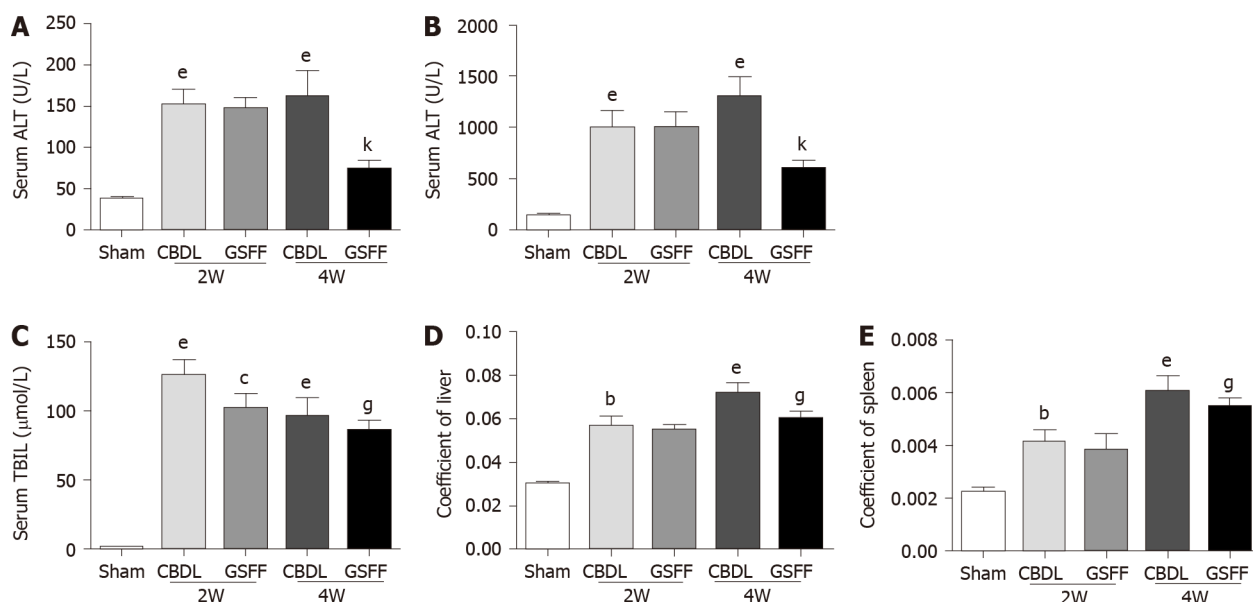 A
Serum ALT (U/L)
250
200
150
100
50
0
e
e
k
Sham CBDL GSFF CBDL GSFF
2W 4W
B
Serum ALT (U/L)
2000
1500
1000
500
0
e
e
k
Sham CBDL GSFF CBDL GSFF
2W 4W
C
Serum TBIL (μmol/L)
150
100
50
0
e
c
e
g
Sham CBDL GSFF CBDL GSFF
2W 4W
D
Coefficient of liver
0.10
0.08
0.06
0.04
0.02
0.00
b
e
g
Sham CBDL GSFF CBDL GSFF
2W 4W
E
Coefficient of spleen
0.008
0.006
0.004
0.002
0.000
b
e
g
Sham CBDL GSFF CBDL GSFF
2W 4W